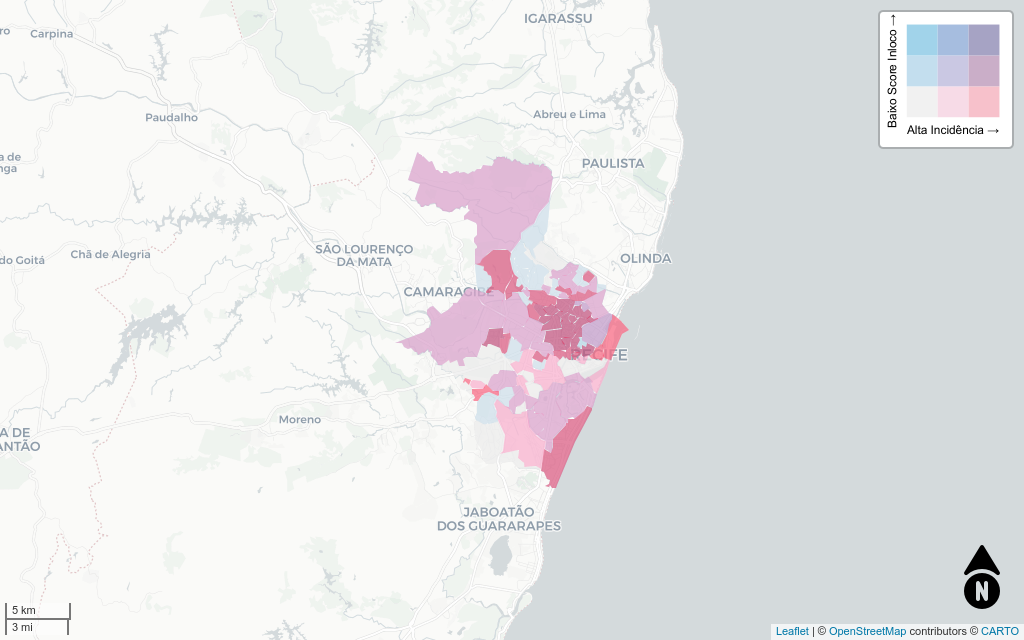 IGARASSU
ro
Carpina
Baixo Score Inloco →
Alta Incidência →
Paudalho
Abreu e Lima
a de
nga
PAULISTA
SÃO LOURENÇO
DA MATA
Chã de Alegria
do Goitá
OLINDA
CAMARAGIBE
RECIFE
Moreno
A DE
ANTÃO
JABOATÃO
DOS GUARARAPES
N
5 km
3 mi
Leaflet | © OpenStreetMap contributors © CARTO